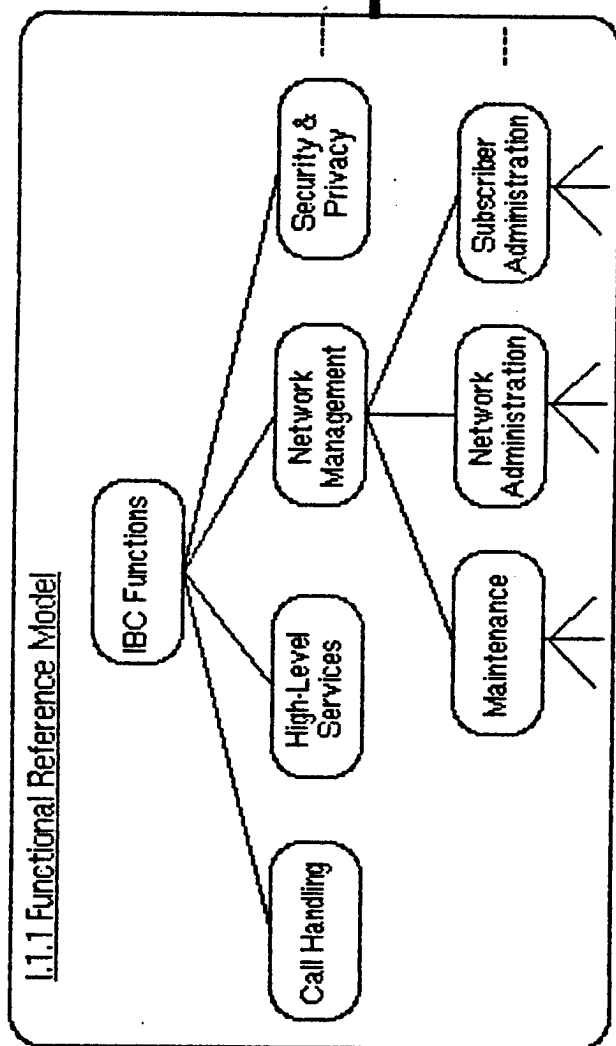 I.1.1 Functional Reference Model
IBC Functions
Call Handling
High-Level
Services
Network
Management
Security &
Privacy
Maintenance
Network
Administration
Subscriber
Administration